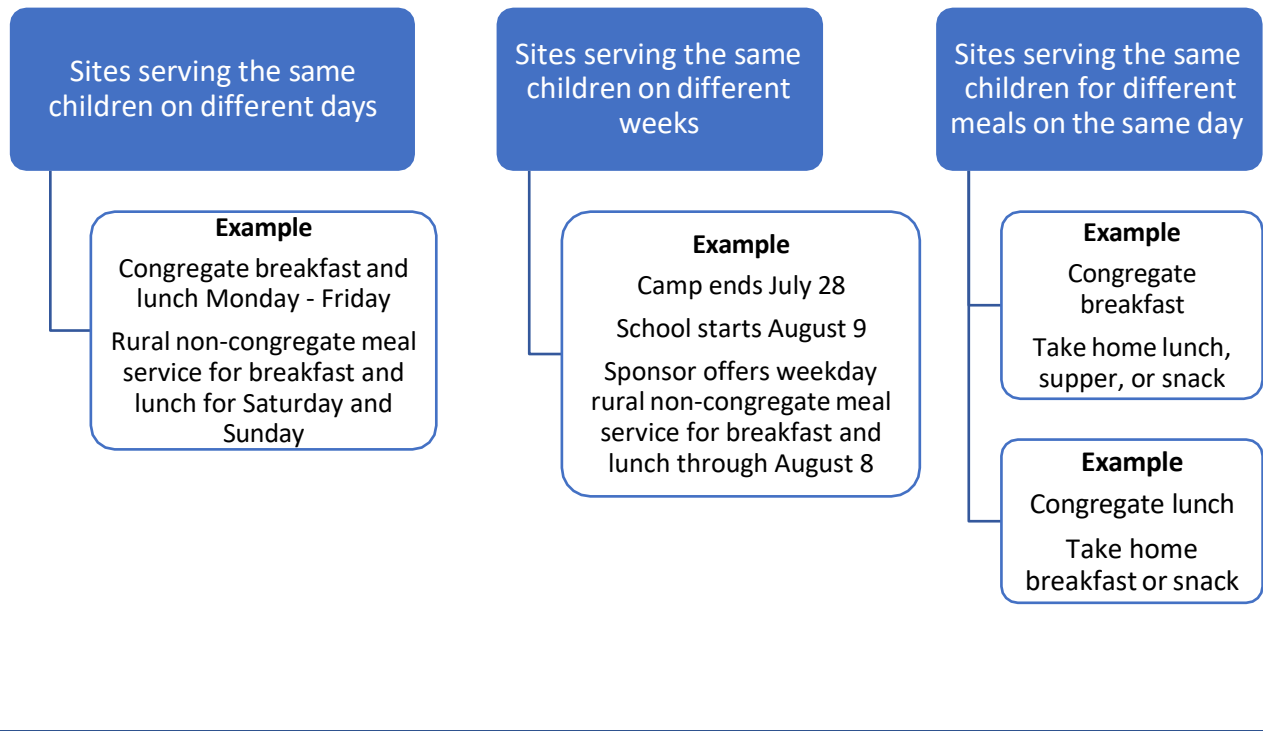 Sites serving the same
children on different days
Example
Congregate breakfast and
lunch Monday - Friday
Rural non-congregate meal
service for breakfast and
lunch for Saturday and
Sunday
Sites serving the same
children on different
weeks
Example
Camp ends July 28
School starts August 9
Sponsor offers weekday
rural non-congregate meal
service for breakfast and
lunch through August 8
Sites serving the same
children for different
meals on the same day
Example
Congregate
breakfast
Take home lunch,
supper, or snack
Example
Congregate lunch
Take home
breakfast or snack